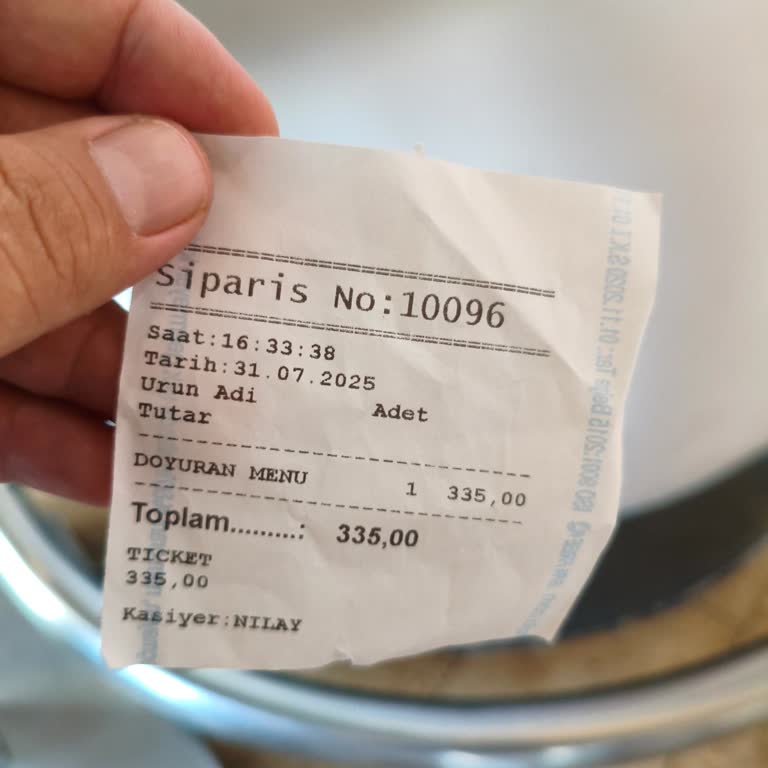 Siparis No:10096
Saat:16:33:38
Tarih:31.07.2025
Urun Adi Adet
Tutar
DOYURAN MENU 1 335,00
Toplam.........: 335,00
TICKET
335,00
Kasiyer:NILAY